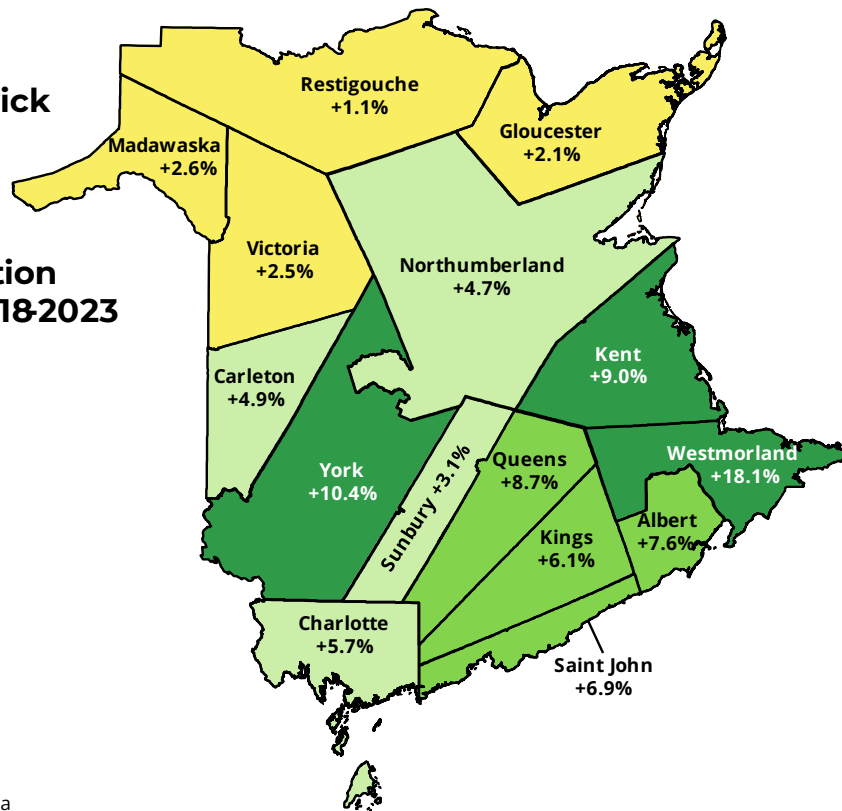 ick
tion
18-2023
Restigouche
+1.1%
Gloucester
+2.1%
Madawaska
+2.6%
Victoria
+2.5%
Northumberland
+4.7%
Kent
+9.0%
Carleton
+4.9%
York
+10.4%
Sunbury +3.1%
Queens
+8.7%
Westmorland
+18.1%
Kings
+6.1%
Albert
+7.6%
Charlotte
+5.7%
Saint John
+6.9%
a